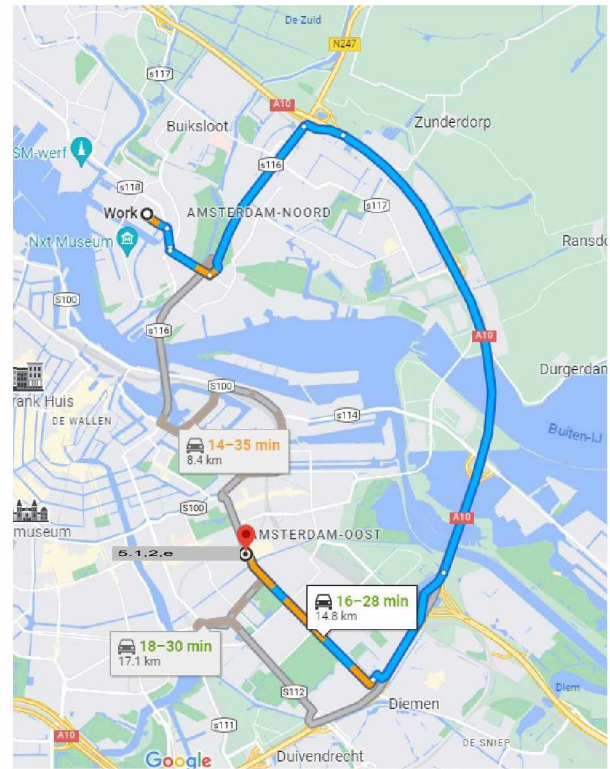 De Zuid
N247
s117
A10
Buiksloot
Zunderdorp
SM-werf
s116
s118
s117
Work
AMSTERDAM-NOORD
Nxt Museum
Ransdo
S100
s116
A10
S100
Durgerdam
rank Huis
DE WALLEN
s114
Buiten-IJ
14–35 min
8.4 km
S100
A10
museum
AMSTERDAM-OOST
5.1,2,e
16–28 min
14.8 km
18–30 min
17.1 km
S112
Diemen
Diem
s111
A10
DE SNIEP
Google
Duivendrecht